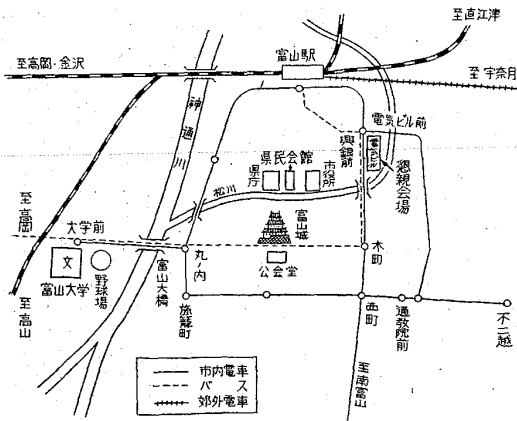 至直江津
至高岡・金沢
富山駅
至宇奈月
神通川
電気ビル前
興銀前
電気ビル
懇親会場
県民会館
県庁
市役所
松川
至高岡
大学前
富山城
丸ノ内
木町
公会堂
文
富山大学
野球場
富山大橋
至高山
旅籠町
西町
通教院前
不二越
至南富山
市内電車
バス
郊外電車